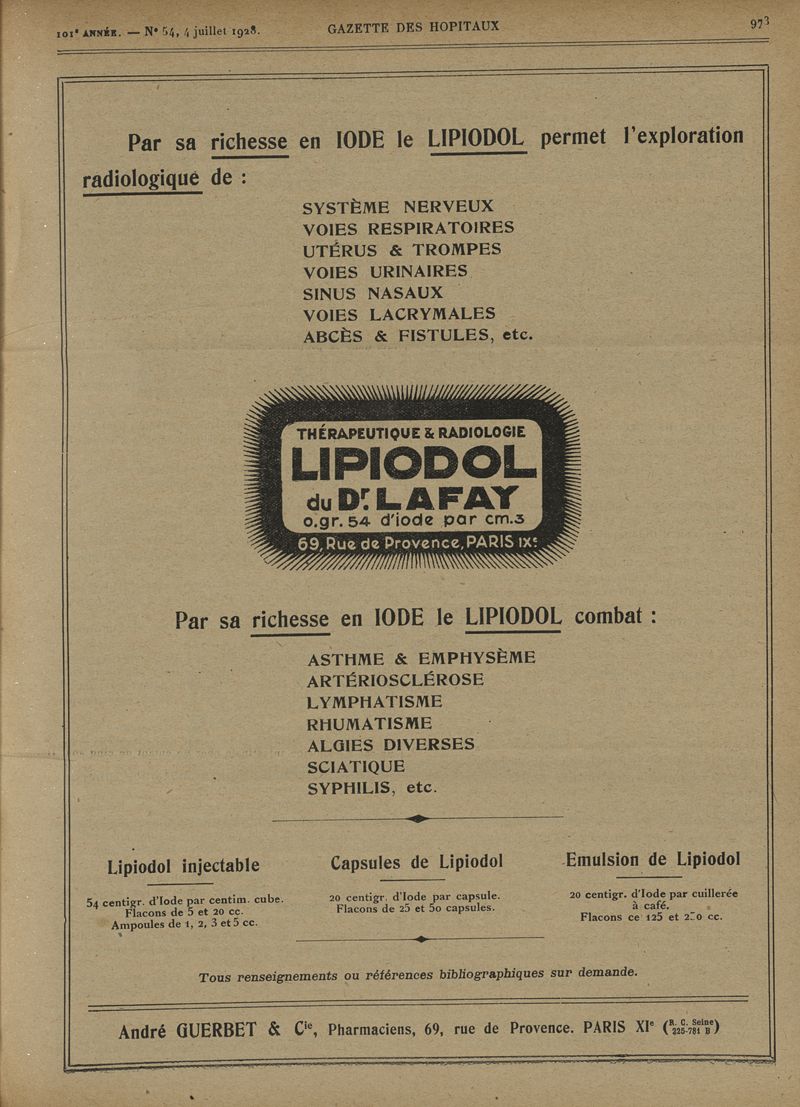 101ᵉ ANNÉE. — Nº 54, 4 juillet 1928.
GAZETTE DES HOPITAUX
973
Par sa richesse en IODE le LIPIODOL permet l'exploration
radiologique de :
SYSTÈME NERVEUX
VOIES RESPIRATOIRES
UTÉRUS & TROMPES
VOIES URINAIRES
SINUS NASAUX
VOIES LACRYMALES
ABCÈS & FISTULES, etc.
THÉRAPEUTIQUE & RADIOLOGIE
LIPIODOL
du Dr. LAFAY
0.gr. 54 d'iode par cm.3
69, Rue de Provence, PARIS IXᵉ
Par sa richesse en IODE le LIPIODOL combat :
ASTHME & EMPHYSÈME
ARTÉRIOSCLÉROSE
LYMPHATISME
RHUMATISME
ALGIES DIVERSES
SCIATIQUE
SYPHILIS, etc.
Lipiodol injectable
54 centigr. d'Iode par centim. cube.
Flacons de 5 et 20 cc.
Ampoules de 1, 2, 3 et 5 cc.
Capsules de Lipiodol
20 centigr. d'Iode par capsule.
Flacons de 25 et 50 capsules.
Emulsion de Lipiodol
20 centigr. d'Iode par cuillerée
à café.
Flacons ce 125 et cc.
Tous renseignements ou références bibliographiques sur demande.
André GUERBET & Cie, Pharmaciens, 69, rue de Provence. PARIS XIᵉ (R. C. Seine 225-781 B)